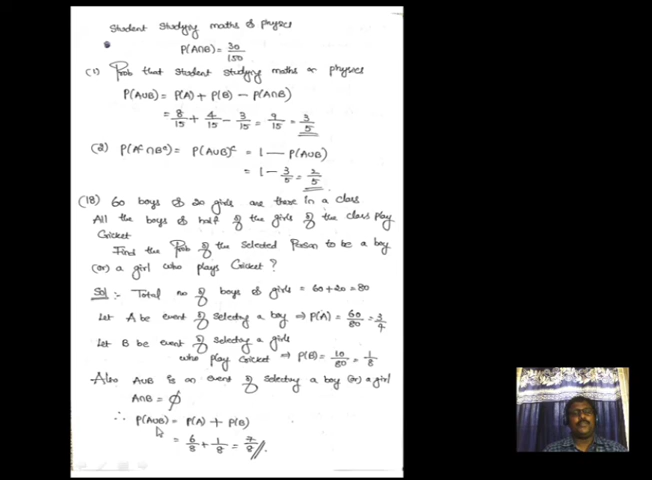 Student studying maths & physics
P(A∩B) = 30/150
(1) Prob that student studying maths or physics
P(A∪B) = P(A) + P(B) - P(A∩B)
= 8/15 + 4/15 - 3/15 = 9/15 = 3/5
(2) P(Aᶜ∩Bᶜ) = P(A∪B)ᶜ = 1 - P(A∪B)
= 1 - 3/5 = 2/5
(18) 60 boys & 20 girls are there in a class
All the boys & half of the girls of the class play
Cricket
Find the Prob of the selected Person to be a boy
(or) a girl who plays Cricket?
Sol :- Total no of boys & girls = 60+20=80
Let A be event of selecting a boy ⇒ P(A) = 60/80 = 3/4
Let B be event of selecting a girls
who play Cricket ⇒ P(B) = 10/80 = 1/8
Also A∪B is an event of selecting a boy (or) a girl
A∩B = ϕ
∴ P(A∪B) = P(A) + P(B)
= 6/8 + 1/8 = 7/8 //.